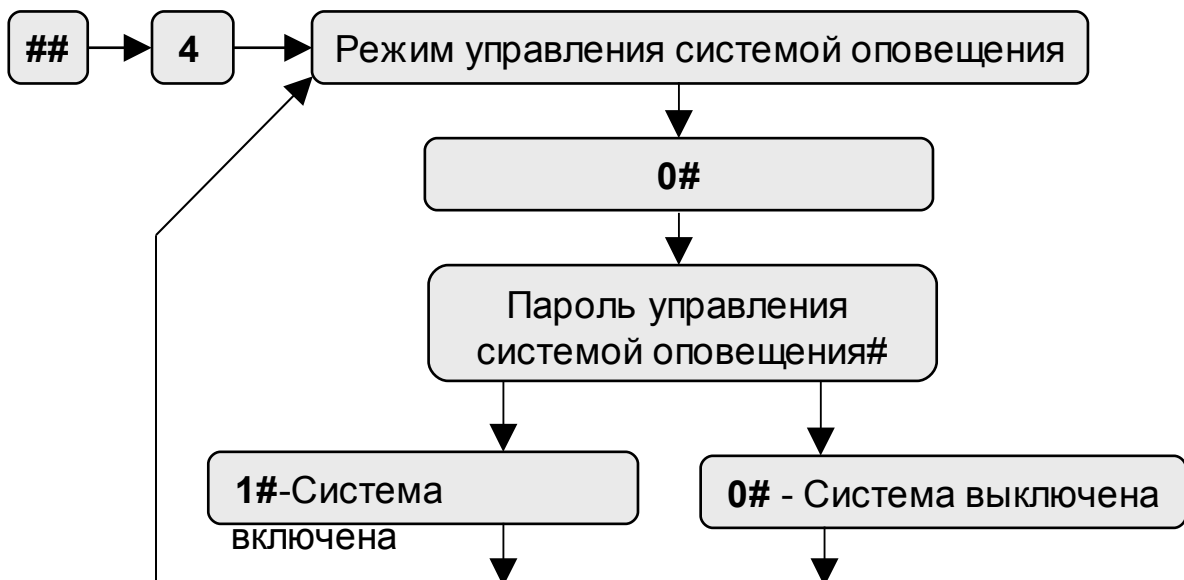 ##
4
Режим управления системой оповещения
0#
Пароль управления
системой оповещения#
1#-Система
включена
0# - Система выключена